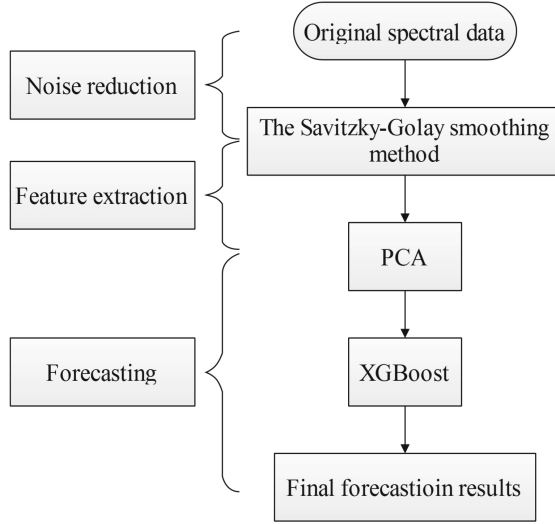 Original spectral data
Noise reduction
The Savitzky-Golay smoothing
method
Feature extraction
PCA
Forecasting
XGBoost
Final forecastioin results